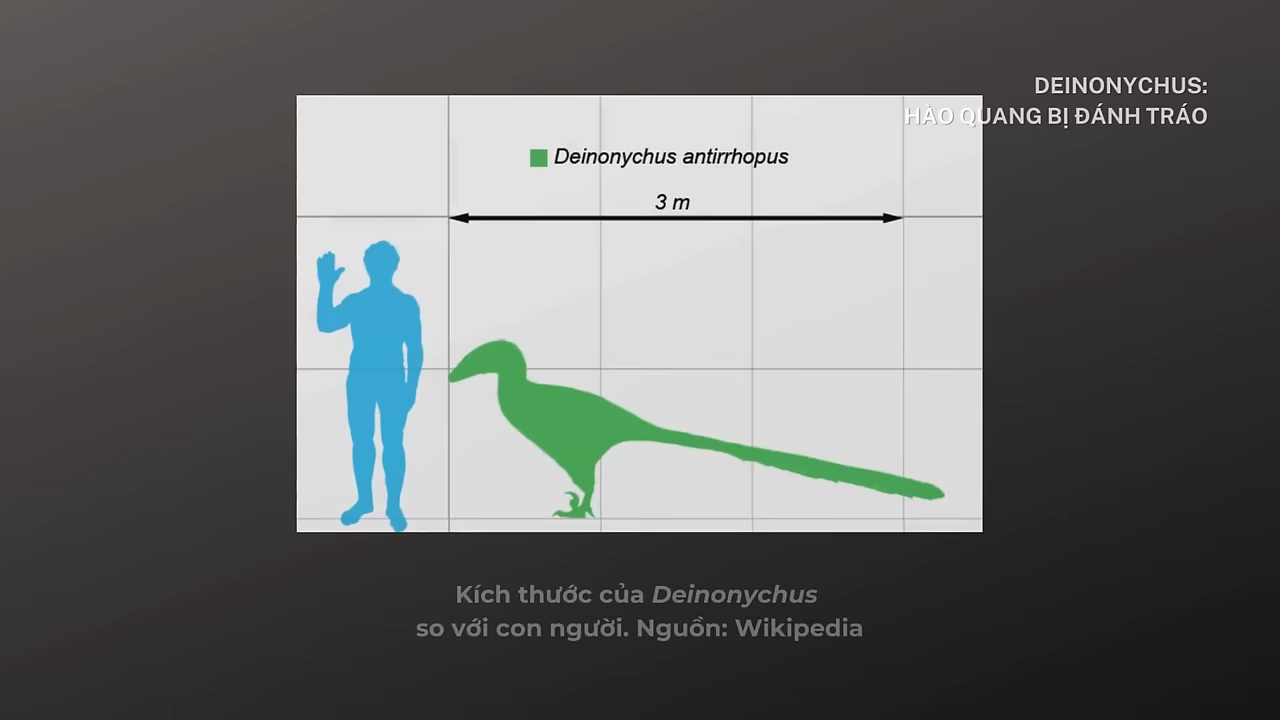 DEINONYCHUS:
HÀO QUANG BỊ ĐÁNH TRÁO
Deinonychus antirrhopus
3 m
Kích thước của Deinonychus
so với con người. Nguồn: Wikipedia